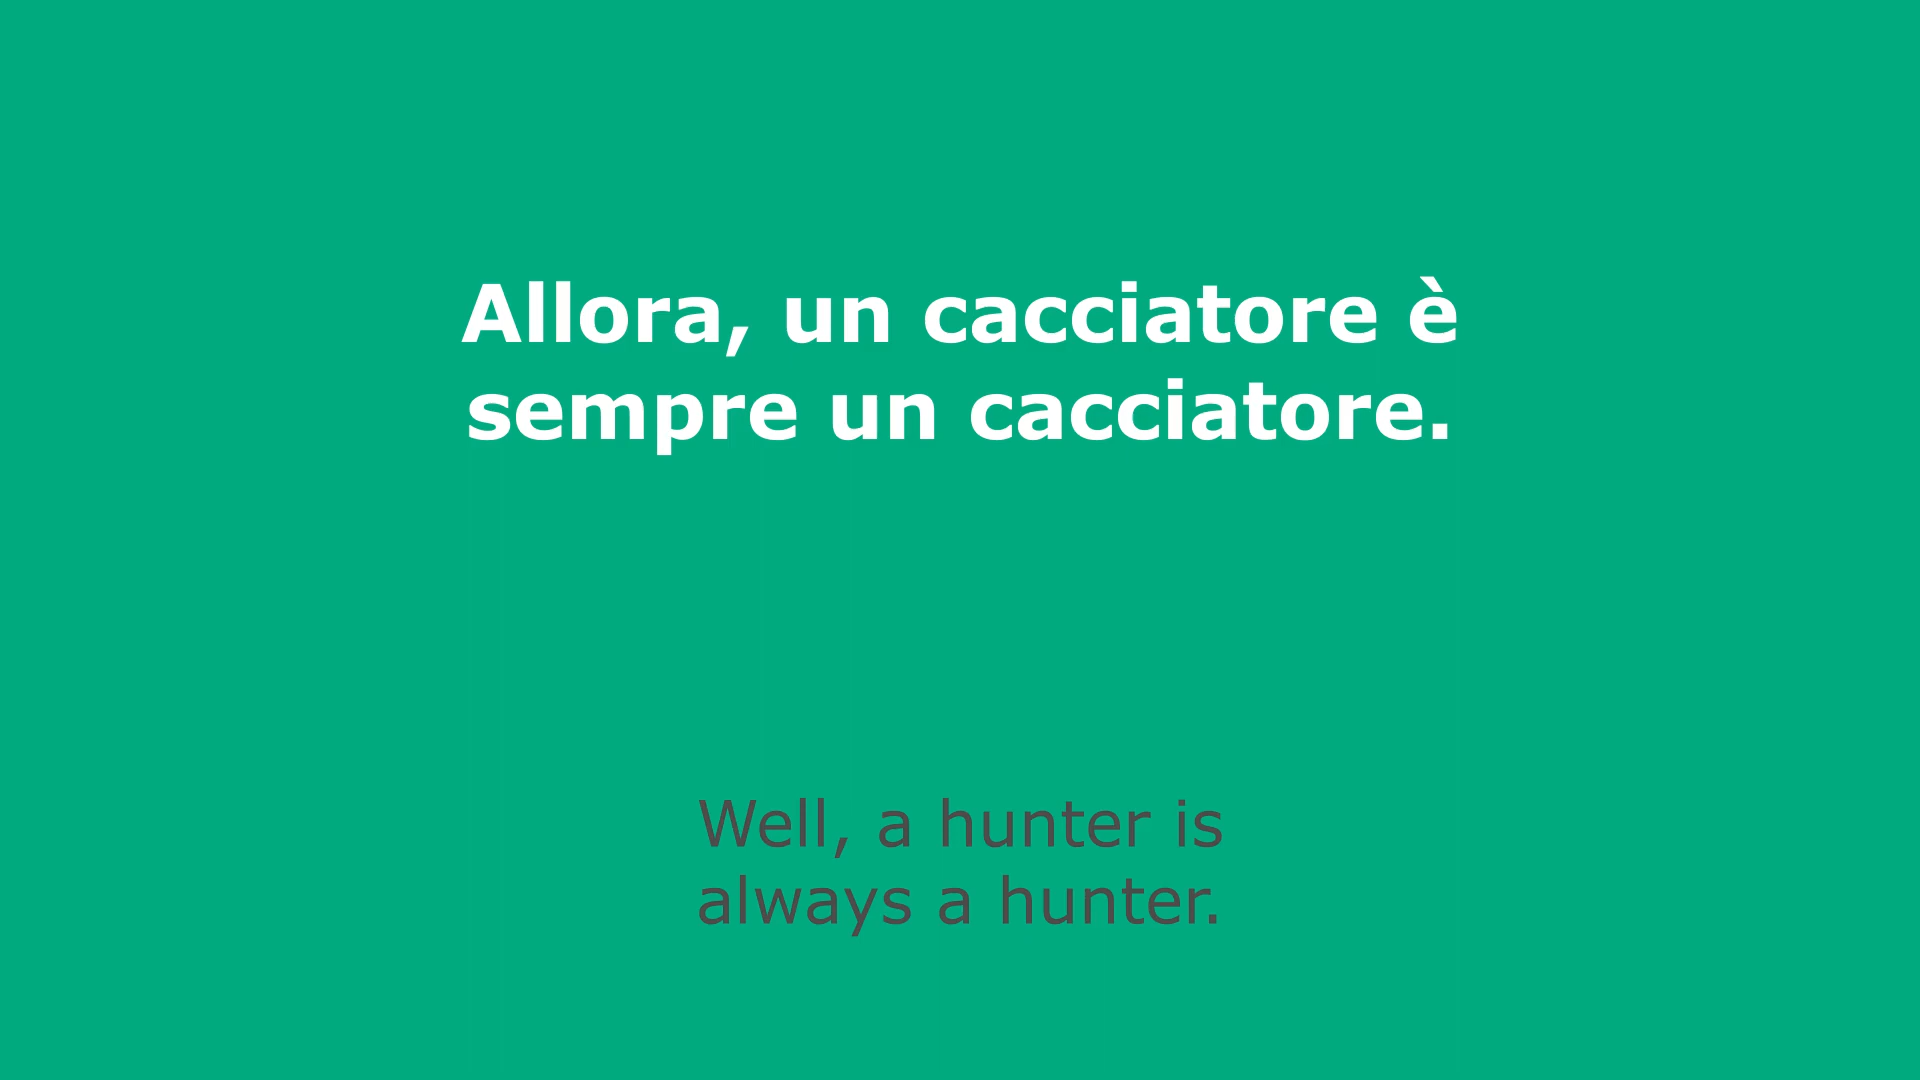 Allora, un cacciatore è
sempre un cacciatore.
Well, a hunter is
always a hunter.